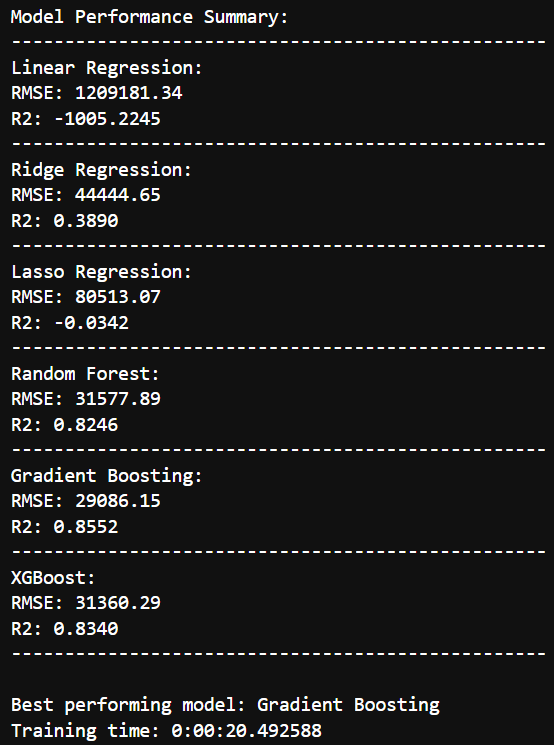 Model Performance Summary:
--------------------------------------------------
Linear Regression:
RMSE: 1209181.34
R2: -1005.2245
--------------------------------------------------
Ridge Regression:
RMSE: 44444.65
R2: 0.3890
--------------------------------------------------
Lasso Regression:
RMSE: 80513.07
R2: -0.0342
--------------------------------------------------
Random Forest:
RMSE: 31577.89
R2: 0.8246
--------------------------------------------------
Gradient Boosting:
RMSE: 29086.15
R2: 0.8552
--------------------------------------------------
XGBoost:
RMSE: 31360.29
R2: 0.8340
--------------------------------------------------
Best performing model: Gradient Boosting
Training time: 0:00:20.492588